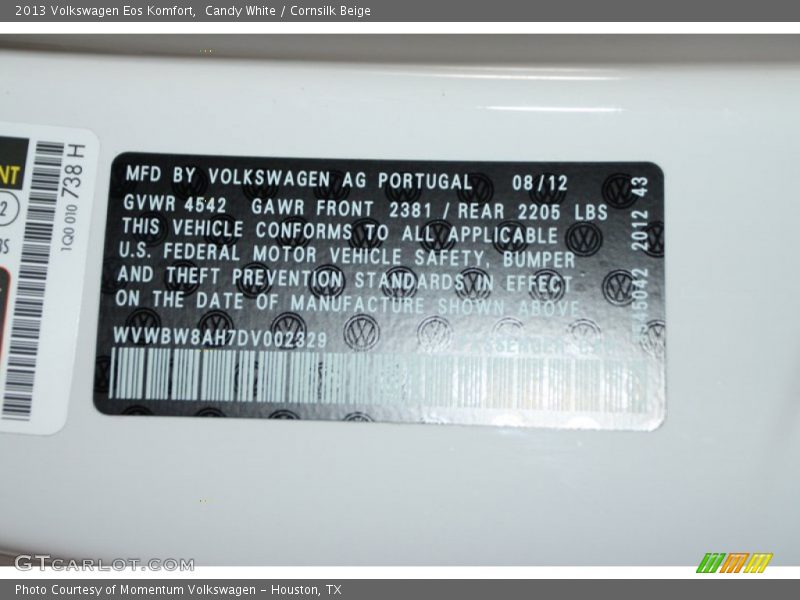 2013 Volkswagen Eos Komfort, Candy White / Cornsilk Beige
NT
2
BS
1Q0 010 738 H
MFD BY VOLKSWAGEN AG PORTUGAL 08/12
GVWR 4542 GAWR FRONT 2381 / REAR 2205 LBS
THIS VEHICLE CONFORMS TO ALL APPLICABLE
U.S. FEDERAL MOTOR VEHICLE SAFETY, BUMPER
AND THEFT PREVENTION STANDARDS IN EFFECT
ON THE DATE OF MANUFACTURE SHOWN ABOVE.
WVWBW8AH7DV002329
2012 43
GTCARLOT.COM
Photo Courtesy of Momentum Volkswagen - Houston, TX